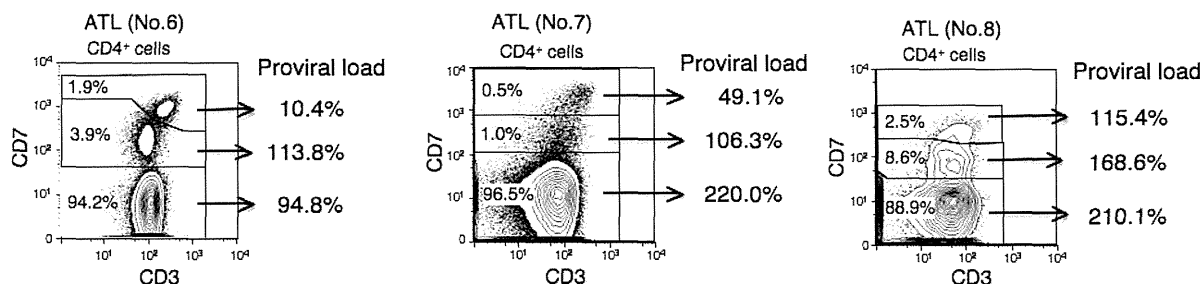 ATL (No.6)
CD4+ cells
Proviral load
10⁴
10³
10²
10¹
0
CD7
1.9%
3.9%
94.2%
10.4%
113.8%
94.8%
10¹ 10² 10³ 10⁴
CD3
ATL (No.7)
CD4+ cells
Proviral load
10⁴
10³
10²
10¹
0
CD7
0.5%
1.0%
96.5%
49.1%
106.3%
220.0%
10¹ 10² 10³ 10⁴
CD3
ATL (No.8)
CD4+ cells
Proviral load
10⁴
10³
10²
10¹
0
CD7
2.5%
8.6%
88.9%
115.4%
168.6%
210.1%
10¹ 10² 10³ 10⁴
CD3